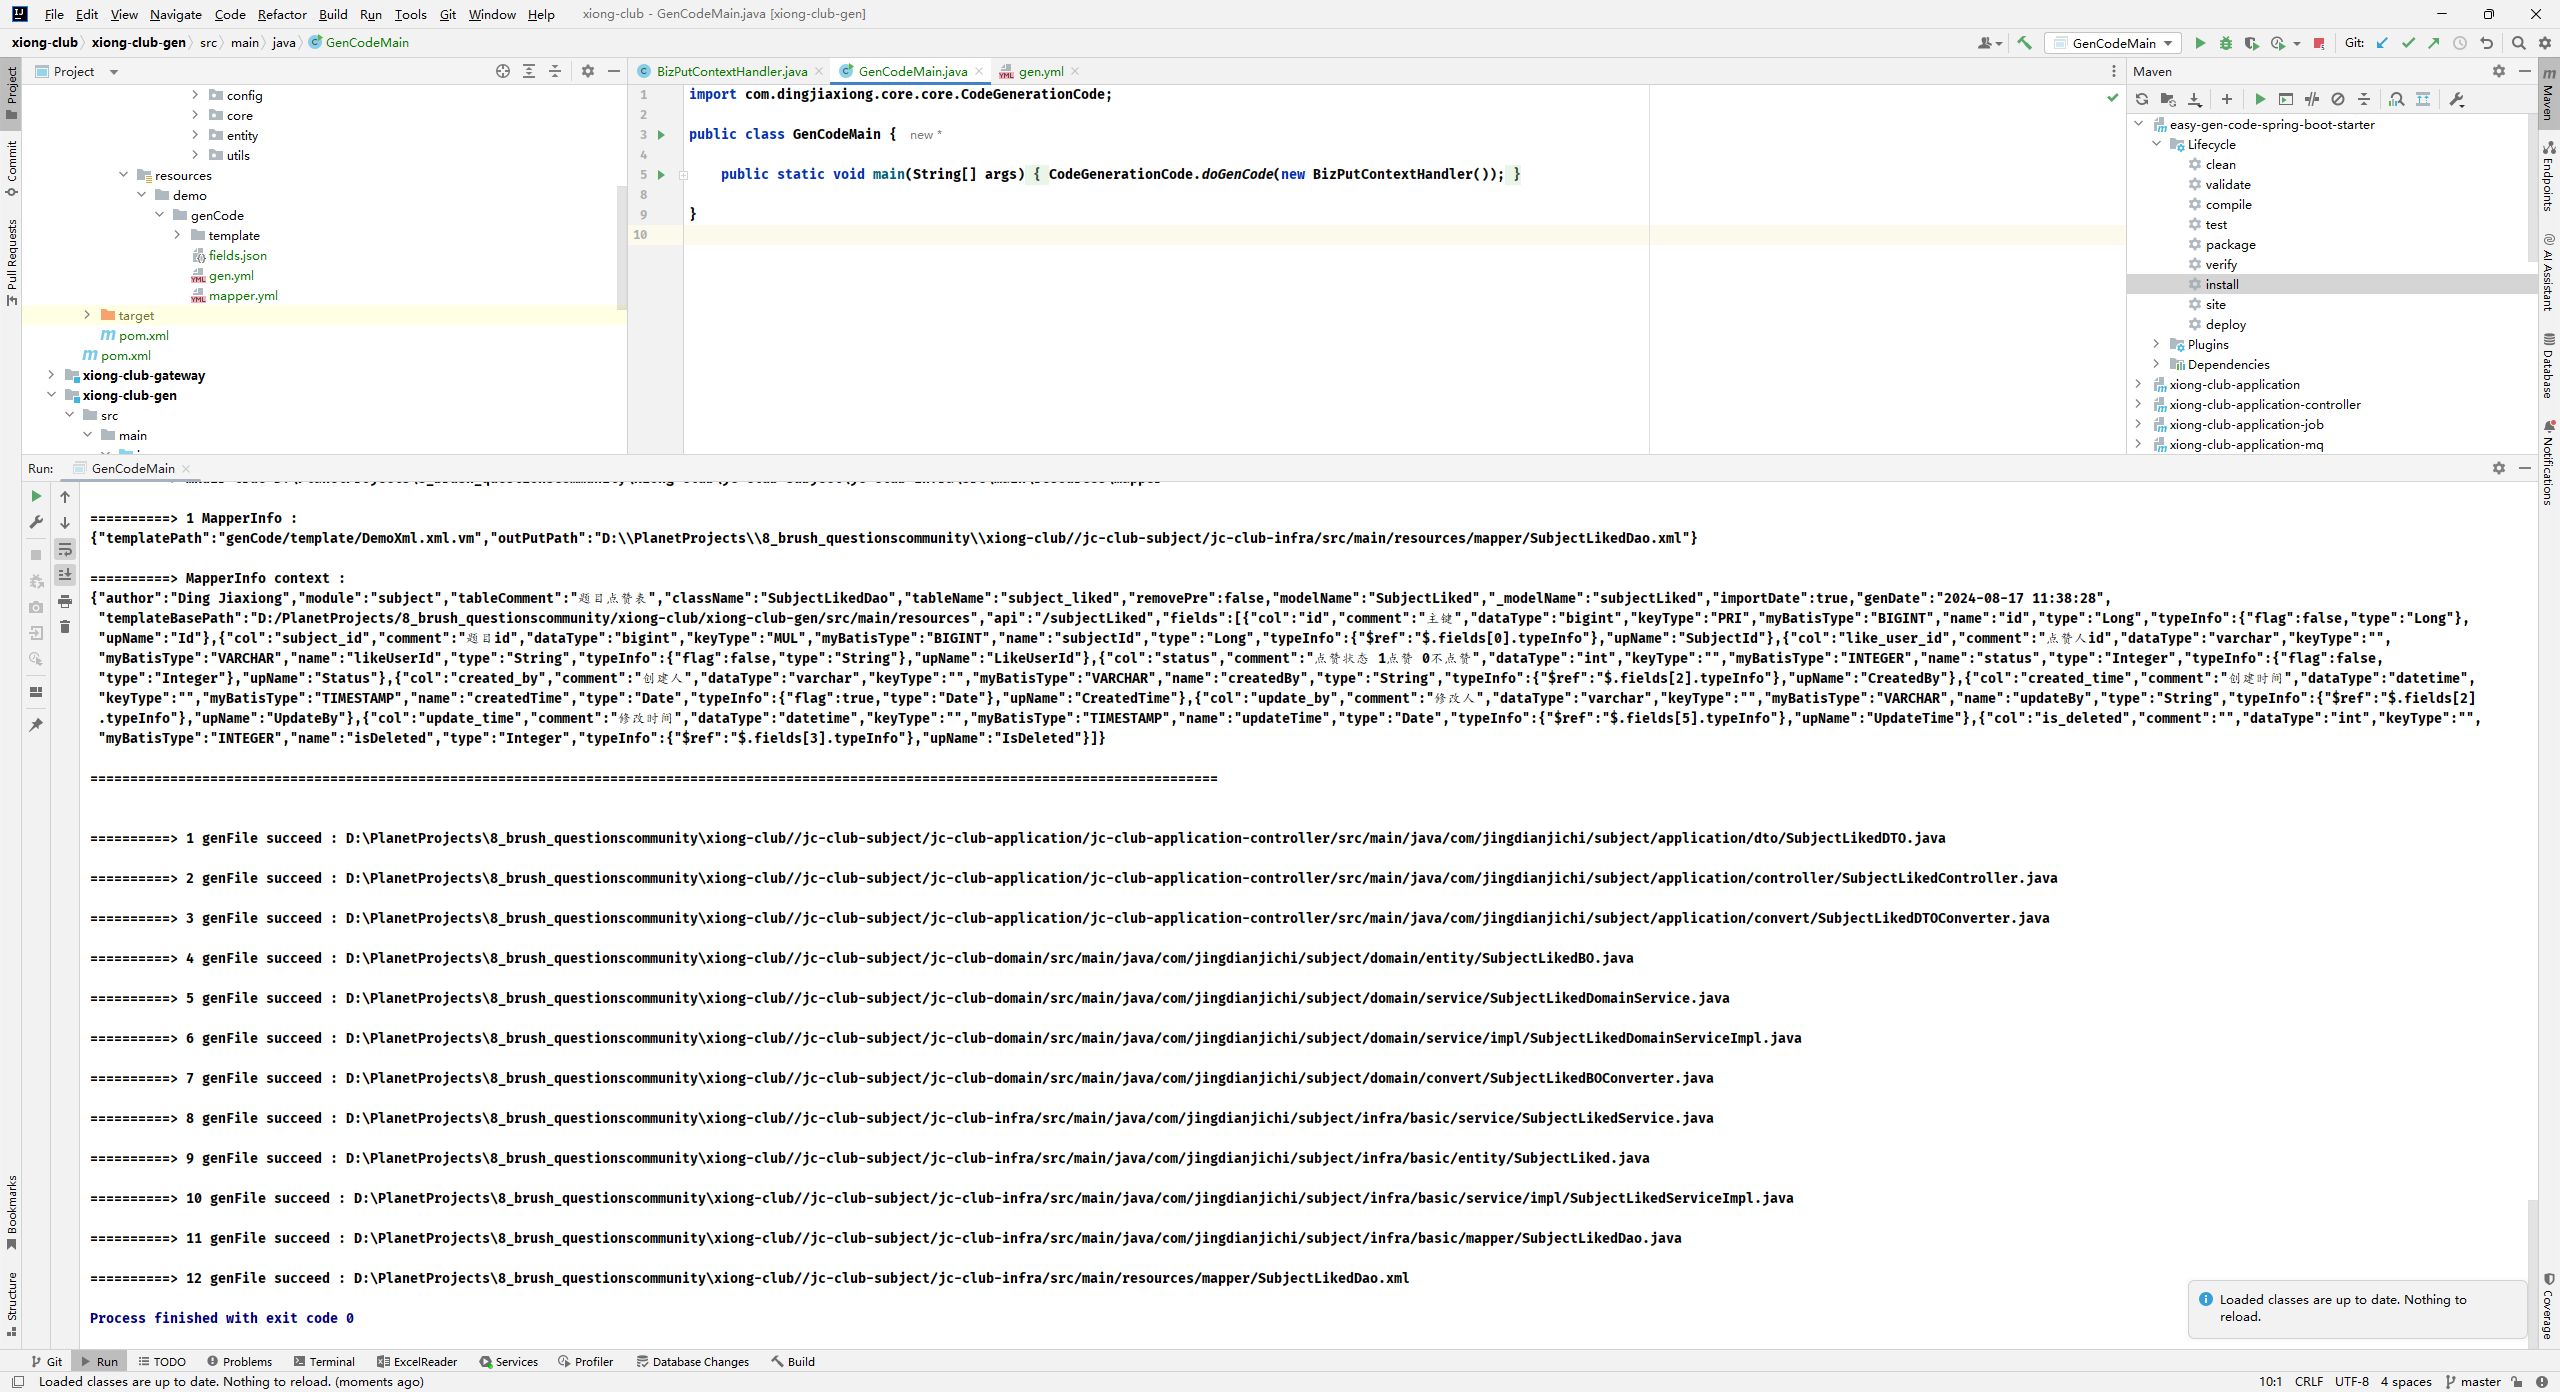 File Edit View Navigate Code Refactor Build Run Tools Git Window Help xiong-club - GenCodeMain.java [xiong-club-gen]
xiong-club xiong-club-gen src main java GenCodeMain
GenCodeMain Git:
Project
config
core
entity
utils
resources
demo
genCode
template
fields.json
gen.yml
mapper.yml
target
pom.xml
pom.xml
xiong-club-gateway
xiong-club-gen
src
main
BizPutContextHandler.java GenCodeMain.java gen.yml
1 import com.dingjiaxiong.core.core.CodeGenerationCode;
2
3 public class GenCodeMain { new *
4
5 public static void main(String[] args) { CodeGenerationCode.doGenCode(new BizPutContextHandler()); }
8
9 }
10
Maven
easy-gen-code-spring-boot-starter
Lifecycle
clean
validate
compile
test
package
verify
install
site
deploy
Plugins
Dependencies
xiong-club-application
xiong-club-application-controller
xiong-club-application-job
xiong-club-application-mq
Project
Commit
Pull Requests
Bookmarks
Structure
Maven
Endpoints
AI Assistant
Database
Notifications
Coverage
Run: GenCodeMain
==========> 1 MapperInfo :
{"templatePath":"genCode/template/DemoXml.xml.vm","outPutPath":"D:\\PlanetProjects\\8_brush_questionscommunity\\xiong-club//jc-club-subject/jc-club-infra/src/main/resources/mapper/SubjectLikedDao.xml"}
==========> MapperInfo context :
{"author":"Ding Jiaxiong","module":"subject","tableComment":"题目点赞表","className":"SubjectLikedDao","tableName":"subject_liked","removePre":false,"modelName":"SubjectLiked","_modelName":"subjectLiked","importDate":true,"genDate":"2024-08-17 11:38:28",
"templateBasePath":"D:/PlanetProjects/8_brush_questionscommunity/xiong-club/xiong-club-gen/src/main/resources","api":"/subjectLiked","fields":[{"col":"id","comment":"主键","dataType":"bigint","keyType":"PRI","myBatisType":"BIGINT","name":"id","type":"Long","typeInfo":{"flag":false,"type":"Long"},
"upName":"Id"},{"col":"subject_id","comment":"题目id","dataType":"bigint","keyType":"MUL","myBatisType":"BIGINT","name":"subjectId","type":"Long","typeInfo":{"$ref":"$.fields[0].typeInfo"},"upName":"SubjectId"},{"col":"like_user_id","comment":"点赞人id","dataType":"varchar","keyType":"",
"myBatisType":"VARCHAR","name":"likeUserId","type":"String","typeInfo":{"flag":false,"type":"String"},"upName":"LikeUserId"},{"col":"status","comment":"点赞状态 1点赞 0不点赞","dataType":"int","keyType":"","myBatisType":"INTEGER","name":"status","type":"Integer","typeInfo":{"flag":false,
"type":"Integer"},"upName":"Status"},{"col":"created_by","comment":"创建人","dataType":"varchar","keyType":"","myBatisType":"VARCHAR","name":"createdBy","type":"String","typeInfo":{"$ref":"$.fields[2].typeInfo"},"upName":"CreatedBy"},{"col":"created_time","comment":"创建时间","dataType":"datetime",
"keyType":"","myBatisType":"TIMESTAMP","name":"createdTime","type":"Date","typeInfo":{"flag":true,"type":"Date"},"upName":"CreatedTime"},{"col":"update_by","comment":"修改人","dataType":"varchar","keyType":"","myBatisType":"VARCHAR","name":"updateBy","type":"String","typeInfo":{"$ref":"$.fields[2]
.typeInfo"},"upName":"UpdateBy"},{"col":"update_time","comment":"修改时间","dataType":"datetime","keyType":"","myBatisType":"TIMESTAMP","name":"updateTime","type":"Date","typeInfo":{"$ref":"$.fields[5].typeInfo"},"upName":"UpdateTime"},{"col":"is_deleted","comment":"","dataType":"int","keyType":"",
"myBatisType":"INTEGER","name":"isDeleted","type":"Integer","typeInfo":{"$ref":"$.fields[3].typeInfo"},"upName":"IsDeleted"}]}
=============================================================================================================================================
==========> 1 genFile succeed : D:\PlanetProjects\8_brush_questionscommunity\xiong-club//jc-club-subject/jc-club-application/jc-club-application-controller/src/main/java/com/jingdianjichi/subject/application/dto/SubjectLikedDTO.java
==========> 2 genFile succeed : D:\PlanetProjects\8_brush_questionscommunity\xiong-club//jc-club-subject/jc-club-application/jc-club-application-controller/src/main/java/com/jingdianjichi/subject/application/controller/SubjectLikedController.java
==========> 3 genFile succeed : D:\PlanetProjects\8_brush_questionscommunity\xiong-club//jc-club-subject/jc-club-application/jc-club-application-controller/src/main/java/com/jingdianjichi/subject/application/convert/SubjectLikedDTOConverter.java
==========> 4 genFile succeed : D:\PlanetProjects\8_brush_questionscommunity\xiong-club//jc-club-subject/jc-club-domain/src/main/java/com/jingdianjichi/subject/domain/entity/SubjectLikedBO.java
==========> 5 genFile succeed : D:\PlanetProjects\8_brush_questionscommunity\xiong-club//jc-club-subject/jc-club-domain/src/main/java/com/jingdianjichi/subject/domain/service/SubjectLikedDomainService.java
==========> 6 genFile succeed : D:\PlanetProjects\8_brush_questionscommunity\xiong-club//jc-club-subject/jc-club-domain/src/main/java/com/jingdianjichi/subject/domain/service/impl/SubjectLikedDomainServiceImpl.java
==========> 7 genFile succeed : D:\PlanetProjects\8_brush_questionscommunity\xiong-club//jc-club-subject/jc-club-domain/src/main/java/com/jingdianjichi/subject/domain/convert/SubjectLikedBOConverter.java
==========> 8 genFile succeed : D:\PlanetProjects\8_brush_questionscommunity\xiong-club//jc-club-subject/jc-club-infra/src/main/java/com/jingdianjichi/subject/infra/basic/service/SubjectLikedService.java
==========> 9 genFile succeed : D:\PlanetProjects\8_brush_questionscommunity\xiong-club//jc-club-subject/jc-club-infra/src/main/java/com/jingdianjichi/subject/infra/basic/entity/SubjectLiked.java
==========> 10 genFile succeed : D:\PlanetProjects\8_brush_questionscommunity\xiong-club//jc-club-subject/jc-club-infra/src/main/java/com/jingdianjichi/subject/infra/basic/service/impl/SubjectLikedServiceImpl.java
==========> 11 genFile succeed : D:\PlanetProjects\8_brush_questionscommunity\xiong-club//jc-club-subject/jc-club-infra/src/main/java/com/jingdianjichi/subject/infra/basic/mapper/SubjectLikedDao.java
==========> 12 genFile succeed : D:\PlanetProjects\8_brush_questionscommunity\xiong-club//jc-club-subject/jc-club-infra/src/main/resources/mapper/SubjectLikedDao.xml
Process finished with exit code 0
Loaded classes are up to date. Nothing to
reload.
Git Run TODO Problems Terminal ExcelReader Services Profiler Database Changes Build
Loaded classes are up to date. Nothing to reload. (moments ago) 10:1 CRLF UTF-8 4 spaces master